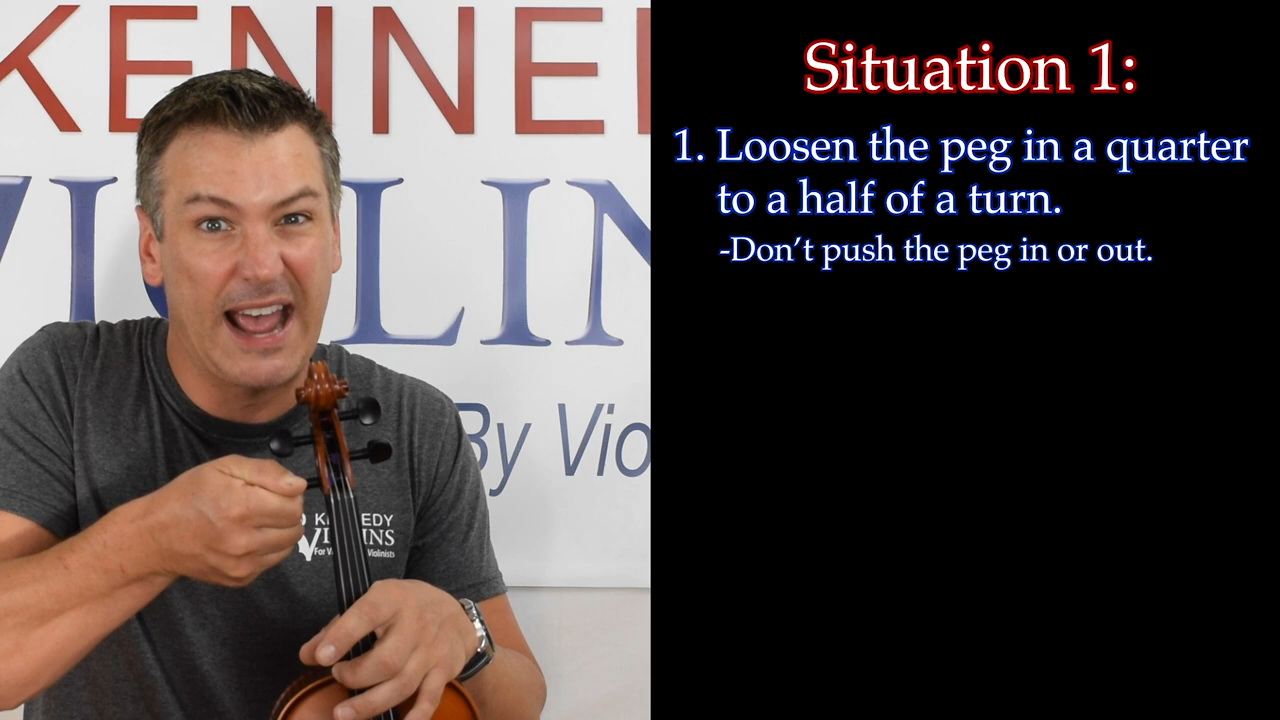 KENNE
VIOLIN
By Vio
KENNEDY
VIOLINS
Violinists
Situation 1:
1. Loosen the peg in a quarter
to a half of a turn.
-Don't push the peg in or out.